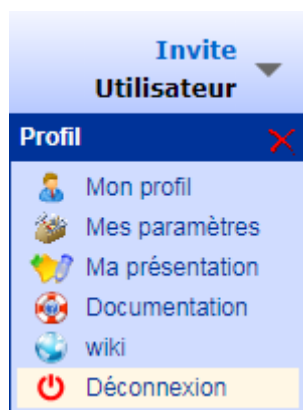 Invite
Utilisateur
Profil
Mon profil
Mes paramètres
Ma présentation
Documentation
wiki
Déconnexion